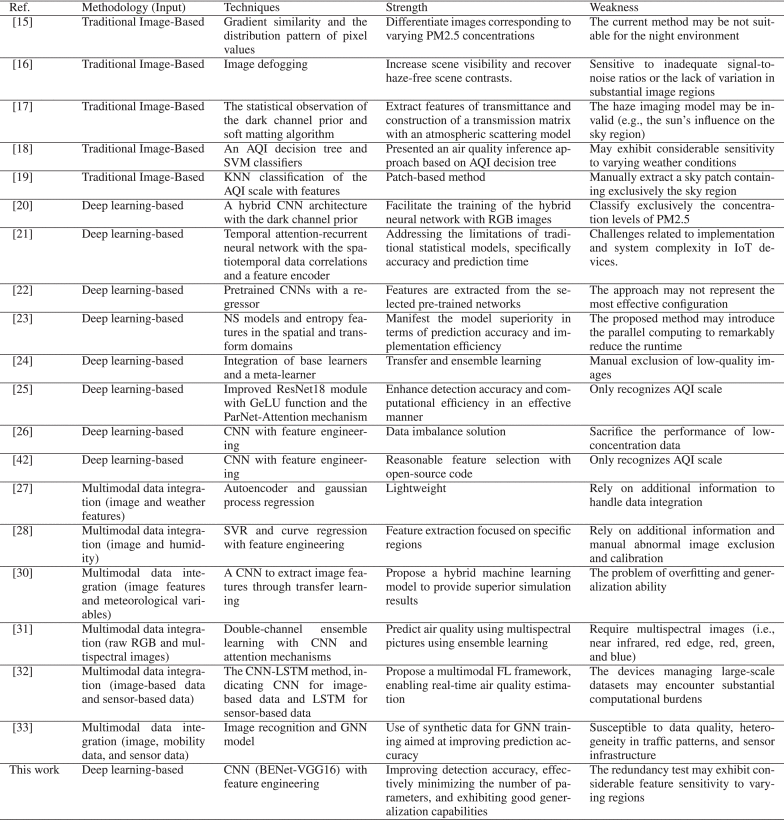 Ref. Methodology (Input) Techniques Strength Weakness
[15] Traditional Image-Based Gradient similarity and the Differentiate images corresponding to The current method may be not suit-
distribution pattern of pixel varying PM2.5 concentrations able for the night environment
values
[16] Traditional Image-Based Image defogging Increase scene visibility and recover Sensitive to inadequate signal-to-
haze-free scene contrasts. noise ratios or the lack of variation in
substantial image regions
[17] Traditional Image-Based The statistical observation of Extract features of transmittance and The haze imaging model may be in-
the dark channel prior and construction of a transmission matrix valid (e.g., the sun's influence on the
soft matting algorithm with an atmospheric scattering model sky region)
[18] Traditional Image-Based An AQI decision tree and Presented an air quality inference ap- May exhibit considerable sensitivity
SVM classifiers proach based on AQI decision tree to varying weather conditions
[19] Traditional Image-Based KNN classification of the Patch-based method Manually extract a sky patch contain-
AQI scale with features ing exclusively the sky region
[20] Deep learning-based A hybrid CNN architecture Facilitate the training of the hybrid Classify exclusively the concentra-
with the dark channel prior neural network with RGB images tion levels of PM2.5
[21] Deep learning-based Temporal attention-recurrent Addressing the limitations of tradi- Challenges related to implementation
neural network with the spa- tional statistical models, specifically and system complexity in IoT de-
tiotemporal data correlations accuracy and prediction time vices.
and a feature encoder
[22] Deep learning-based Pretrained CNNs with a re- Features are extracted from the se- The approach may not represent the
gressor lected pre-trained networks most effective configuration
[23] Deep learning-based NS models and entropy fea- Manifest the model superiority in The proposed method may introduce
tures in the spatial and trans- terms of prediction accuracy and im- the parallel computing to remarkably
form domains plementation efficiency reduce the runtime
[24] Deep learning-based Integration of base learners Transfer and ensemble learning Manual exclusion of low-quality im-
and a meta-learner ages
[25] Deep learning-based Improved ResNet18 module Enhance detection accuracy and com- Only recognizes AQI scale
with GeLU function and the putational efficiency in an effective
ParNet-Attention mechanism manner
[26] Deep learning-based CNN with feature engineer- Data imbalance solution Sacrifice the performance of low-
ing concentration data
[42] Deep learning-based CNN with feature engineer- Reasonable feature selection with Only recognizes AQI scale
ing open-source code
[27] Multimodal data integra- Autoencoder and gaussian Lightweight Rely on additional information to
tion (image and weather process regression handle data integration
features)
[28] Multimodal data integra- SVR and curve regression Feature extraction focused on specific Rely on additional information and
tion (image and humid- with feature engineering regions manual abnormal image exclusion
ity) and calibration
[30] Multimodal data inte- A CNN to extract image fea- Propose a hybrid machine learning The problem of overfitting and gener-
gration (image features tures through transfer learn- model to provide superior simulation alization ability
and meteorological vari- ing results
ables)
[31] Multimodal data integra- Double-channel ensemble Predict air quality using multispectral Require multispectral images (i.e.,
tion (raw RGB and mul- learning with CNN and pictures using ensemble learning near infrared, red edge, red, green,
tispectral images) attention mechanisms and blue)
[32] Multimodal data integra- The CNN-LSTM method, in- Propose a multimodal FL framework, The devices managing large-scale
tion (image-based data dicating CNN for image- enabling real-time air quality estima- datasets may encounter substantial
and sensor-based data) based data and LSTM for tion computational burdens
sensor-based data
[33] Multimodal data inte- Image recognition and GNN Use of synthetic data for GNN train- Susceptible to data quality, hetero-
gration (image, mobility model ing aimed at improving prediction ac- geneity in traffic patterns, and sensor
data, and sensor data) curacy infrastructure
This work Deep learning-based CNN (BENet-VGG16) with Improving detection accuracy, effec- The redundancy test may exhibit con-
feature engineering tively minimizing the number of pa- siderable feature sensitivity to vary-
rameters, and exhibiting good gener- ing regions
alization capabilities